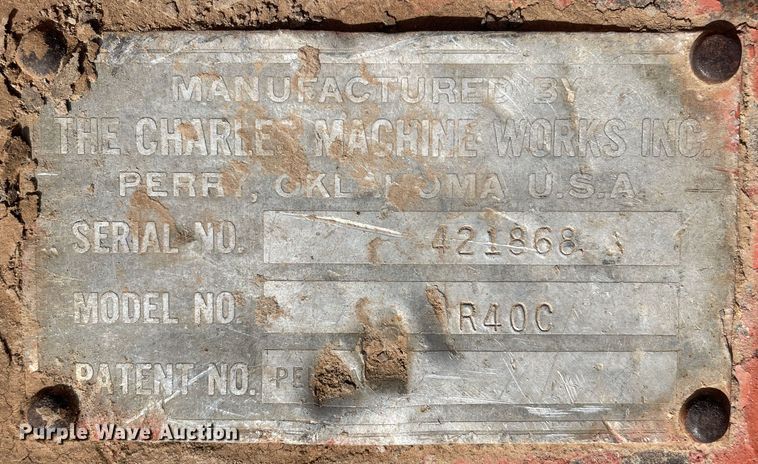 MANUFACTURED BY
THE CHARLES MACHINE WORKS INC.
PERRY, OKLAHOMA U.S.A.
SERIAL NO. 421868
MODEL NO. R40C
PATENT NO.
Purple Wave Auction